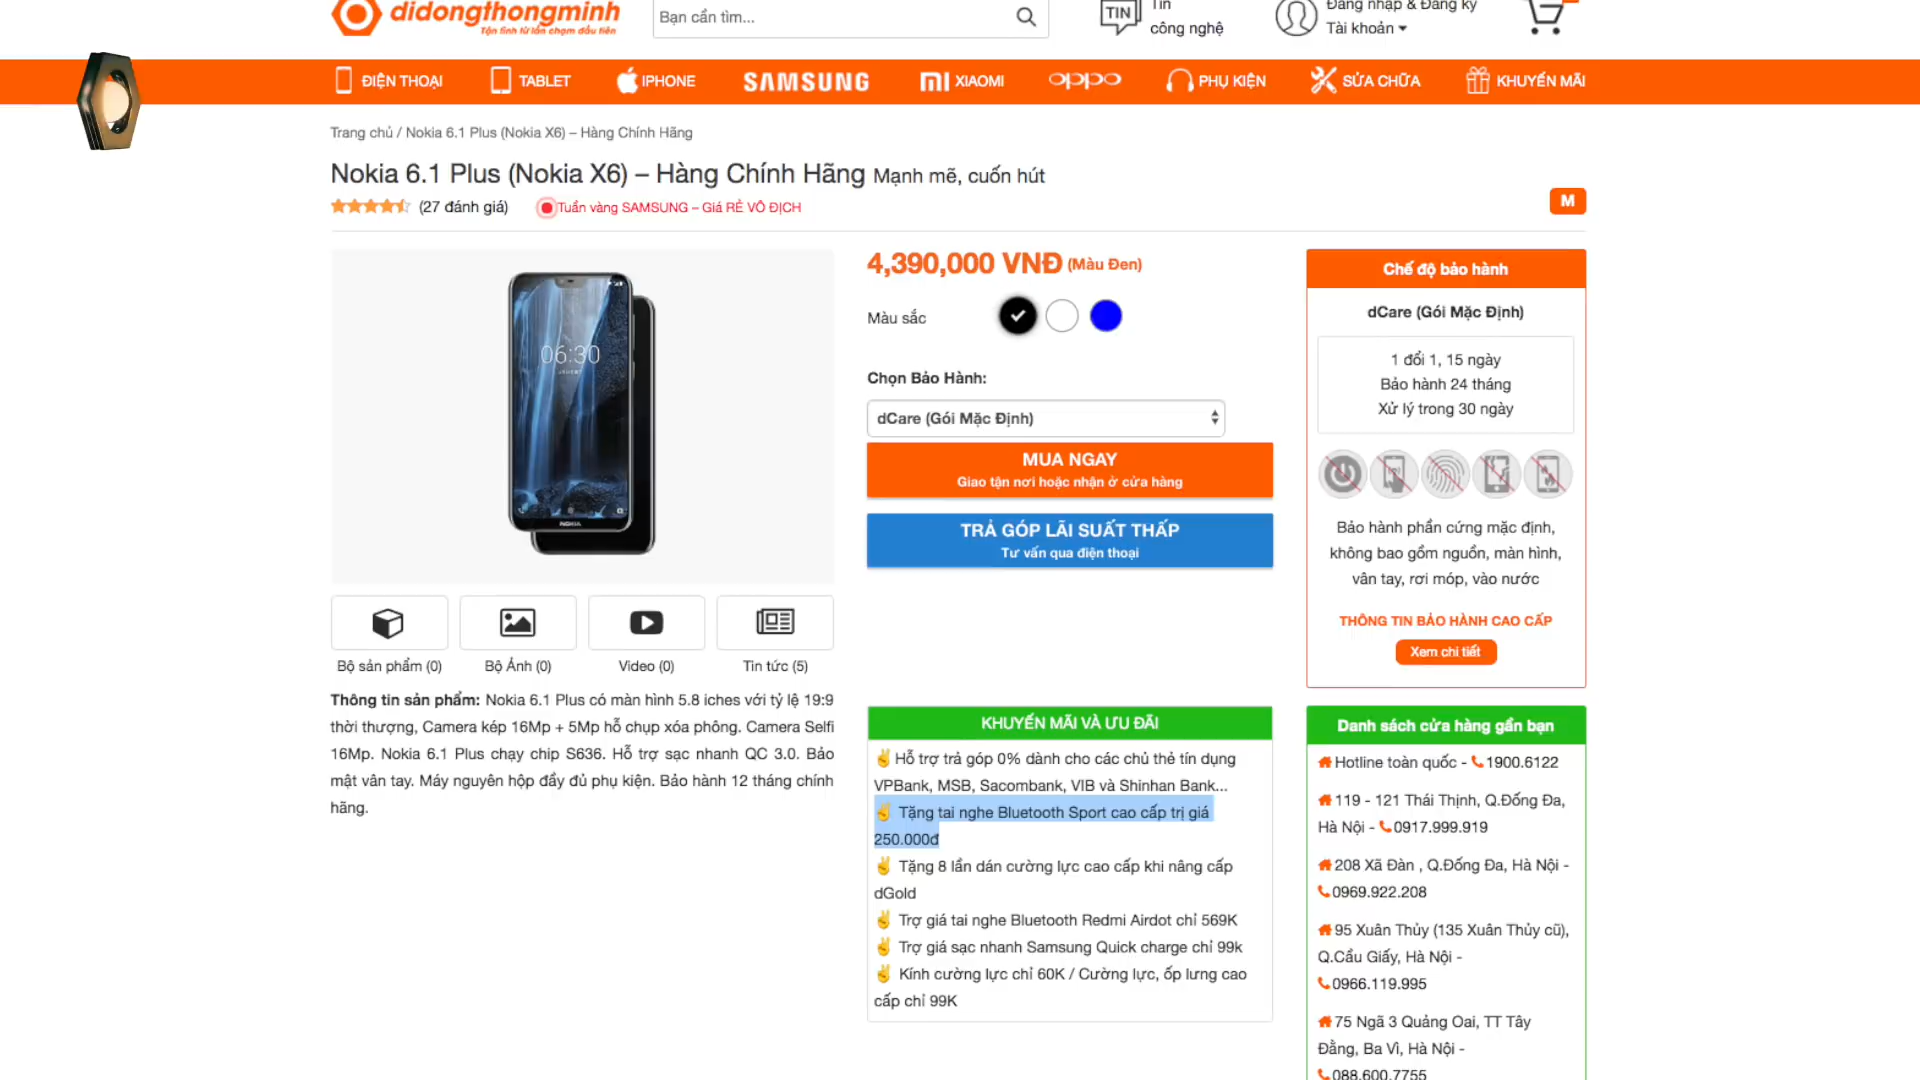 didongthongminh
Tận tình từ lần chạm đầu tiên
Bạn cần tìm...
TIN
Tin
công nghệ
Đăng nhập & Đăng ký
Tài khoản
ĐIỆN THOẠI
TABLET
IPHONE
SAMSUNG
XIAOMI
oppo
PHỤ KIỆN
SỬA CHỮA
KHUYẾN MÃI
Trang chủ / Nokia 6.1 Plus (Nokia X6) – Hàng Chính Hãng
Nokia 6.1 Plus (Nokia X6) – Hàng Chính Hãng Mạnh mẽ, cuốn hút
(27 đánh giá)
Tuần vàng SAMSUNG – Giá RẺ VÔ ĐỊCH
M
06:30
NOKIA
Bộ sản phẩm (0)
Bộ Ảnh (0)
Video (0)
Tin tức (5)
Thông tin sản phẩm: Nokia 6.1 Plus có màn hình 5.8 iches với tỷ lệ 19:9
thời thượng, Camera kép 16Mp + 5Mp hỗ chụp xóa phông. Camera Selfi
16Mp. Nokia 6.1 Plus chạy chip S636. Hỗ trợ sạc nhanh QC 3.0. Bảo
mật vân tay. Máy nguyên hộp đầy đủ phụ kiện. Bảo hành 12 tháng chính
hãng.
4,390,000 VNĐ (Màu Đen)
Màu sắc
Chọn Bảo Hành:
dCare (Gói Mặc Định)
MUA NGAY
Giao tận nơi hoặc nhận ở cửa hàng
TRẢ GÓP LÃI SUẤT THẤP
Tư vấn qua điện thoại
KHUYẾN MÃI VÀ ƯU ĐÃI
✌Hỗ trợ trả góp 0% dành cho các chủ thẻ tín dụng
VPBank, MSB, Sacombank, VIB và Shinhan Bank...
✌ Tặng tai nghe Bluetooth Sport cao cấp trị giá
250.000đ
✌ Tặng 8 lần dán cường lực cao cấp khi nâng cấp
dGold
✌ Trợ giá tai nghe Bluetooth Redmi Airdot chỉ 569K
✌ Trợ giá sạc nhanh Samsung Quick charge chỉ 99k
✌ Kính cường lực chỉ 60K / Cường lực, ốp lưng cao
cấp chỉ 99K
Chế độ bảo hành
dCare (Gói Mặc Định)
1 đổi 1, 15 ngày
Bảo hành 24 tháng
Xử lý trong 30 ngày
Bảo hành phần cứng mặc định,
không bao gồm nguồn, màn hình,
vân tay, rơi móp, vào nước
THÔNG TIN BẢO HÀNH CAO CẤP
Xem chi tiết
Danh sách cửa hàng gần bạn
Hotline toàn quốc - 1900.6122
119 - 121 Thái Thịnh, Q.Đống Đa,
Hà Nội - 0917.999.919
208 Xã Đàn , Q.Đống Đa, Hà Nội -
0969.922.208
95 Xuân Thủy (135 Xuân Thủy cũ),
Q.Cầu Giấy, Hà Nội -
0966.119.995
75 Ngã 3 Quảng Oai, TT Tây
Đằng, Ba Vì, Hà Nội -
088.600.7755